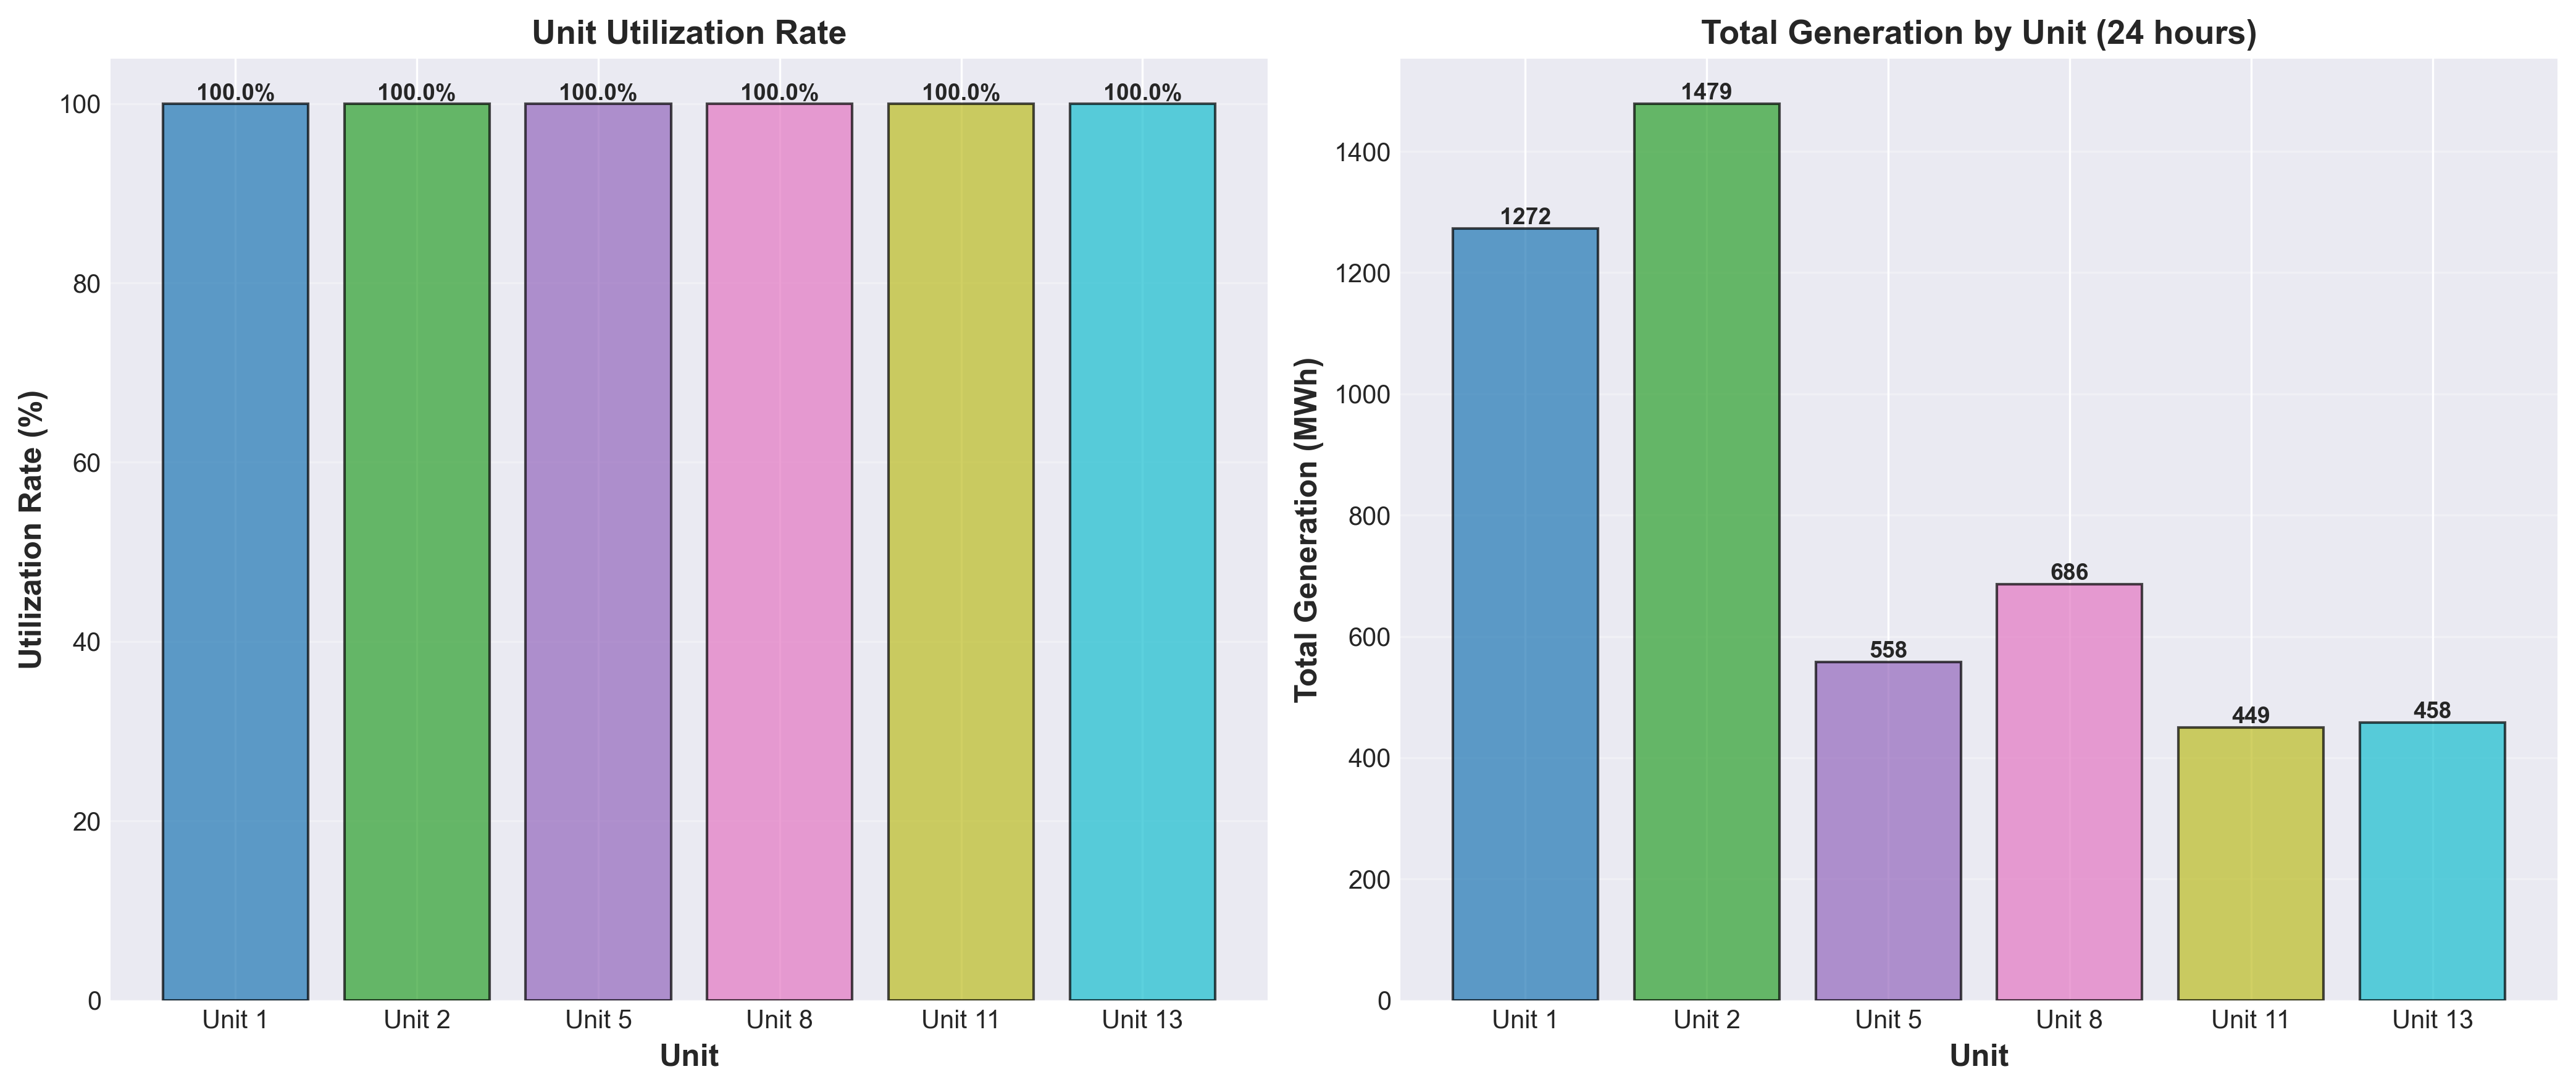 Unit Utilization Rate
100.0% 100.0% 100.0% 100.0% 100.0% 100.0%
100
80
60
40
20
0
Utilization Rate (%)
Unit 1 Unit 2 Unit 5 Unit 8 Unit 11 Unit 13
Unit
Total Generation by Unit (24 hours)
1479
1272
686
558
458
449
1400
1200
1000
800
600
400
200
0
Total Generation (MWh)
Unit 1 Unit 2 Unit 5 Unit 8 Unit 11 Unit 13
Unit